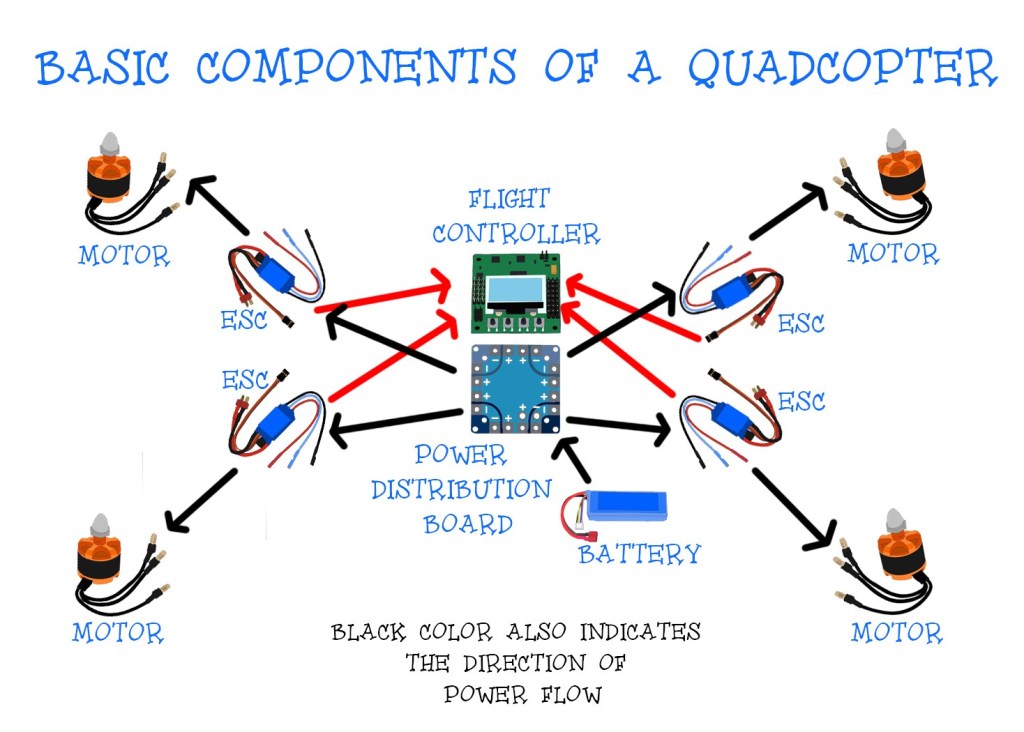 BASIC COMPONENTS OF A QUADCOPTER
MOTOR
FLIGHT
CONTROLLER
MOTOR
ESC
ESC
ESC
ESC
POWER
DISTRIBUTION
BOARD
BATTERY
MOTOR
MOTOR
BLACK COLOR ALSO INDICATES
THE DIRECTION OF
POWER FLOW